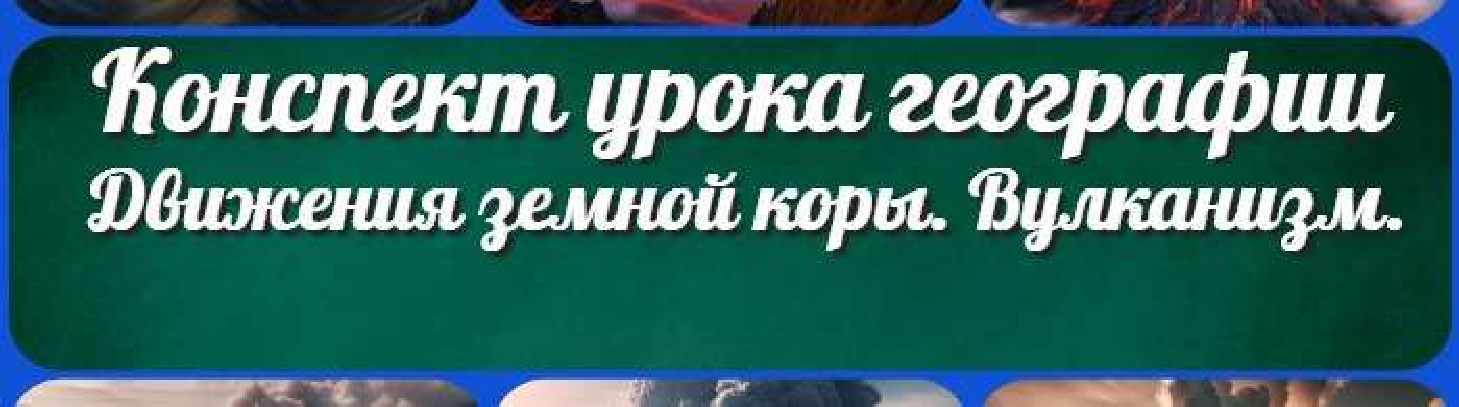 Конспект урока географии
Движения земной коры. Вулканизм.